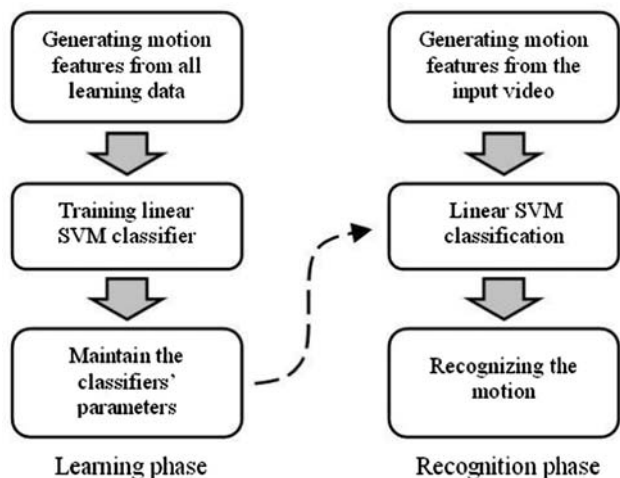 Generating motion
features from all
learning data
Training linear
SVM classifier
Maintain the
classifiers`
parameters
Learning phase
Generating motion
features from the
input video
Linear SVM
classification
Recognizing the
motion
Recognition phase